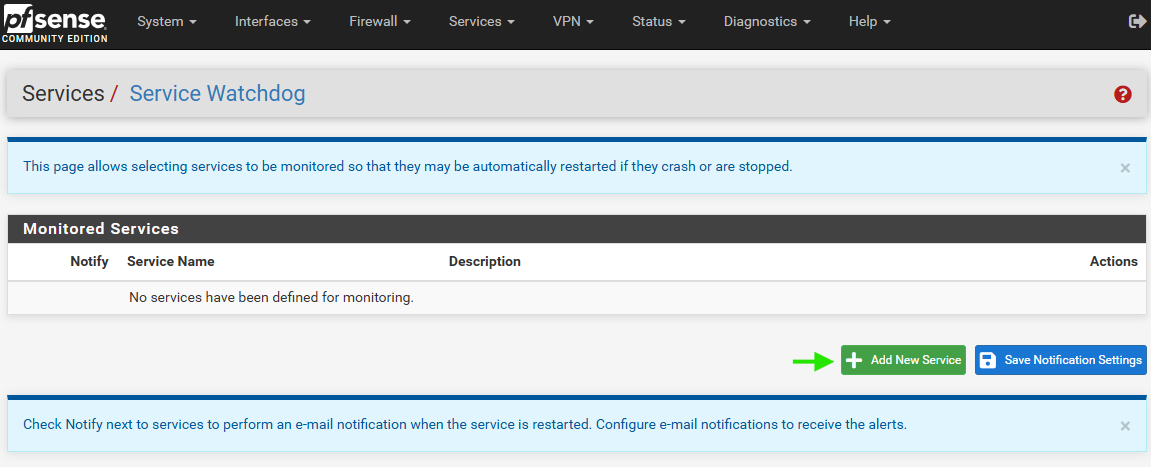 pfsense
COMMUNITY EDITION
System Interfaces Firewall Services VPN Status Diagnostics Help
Services / Service Watchdog
This page allows selecting services to be monitored so that they may be automatically restarted if they crash or are stopped.
Monitored Services
Notify Service Name Description Actions
No services have been defined for monitoring.
Add New Service Save Notification Settings
Check Notify next to services to perform an e-mail notification when the service is restarted. Configure e-mail notifications to receive the alerts.